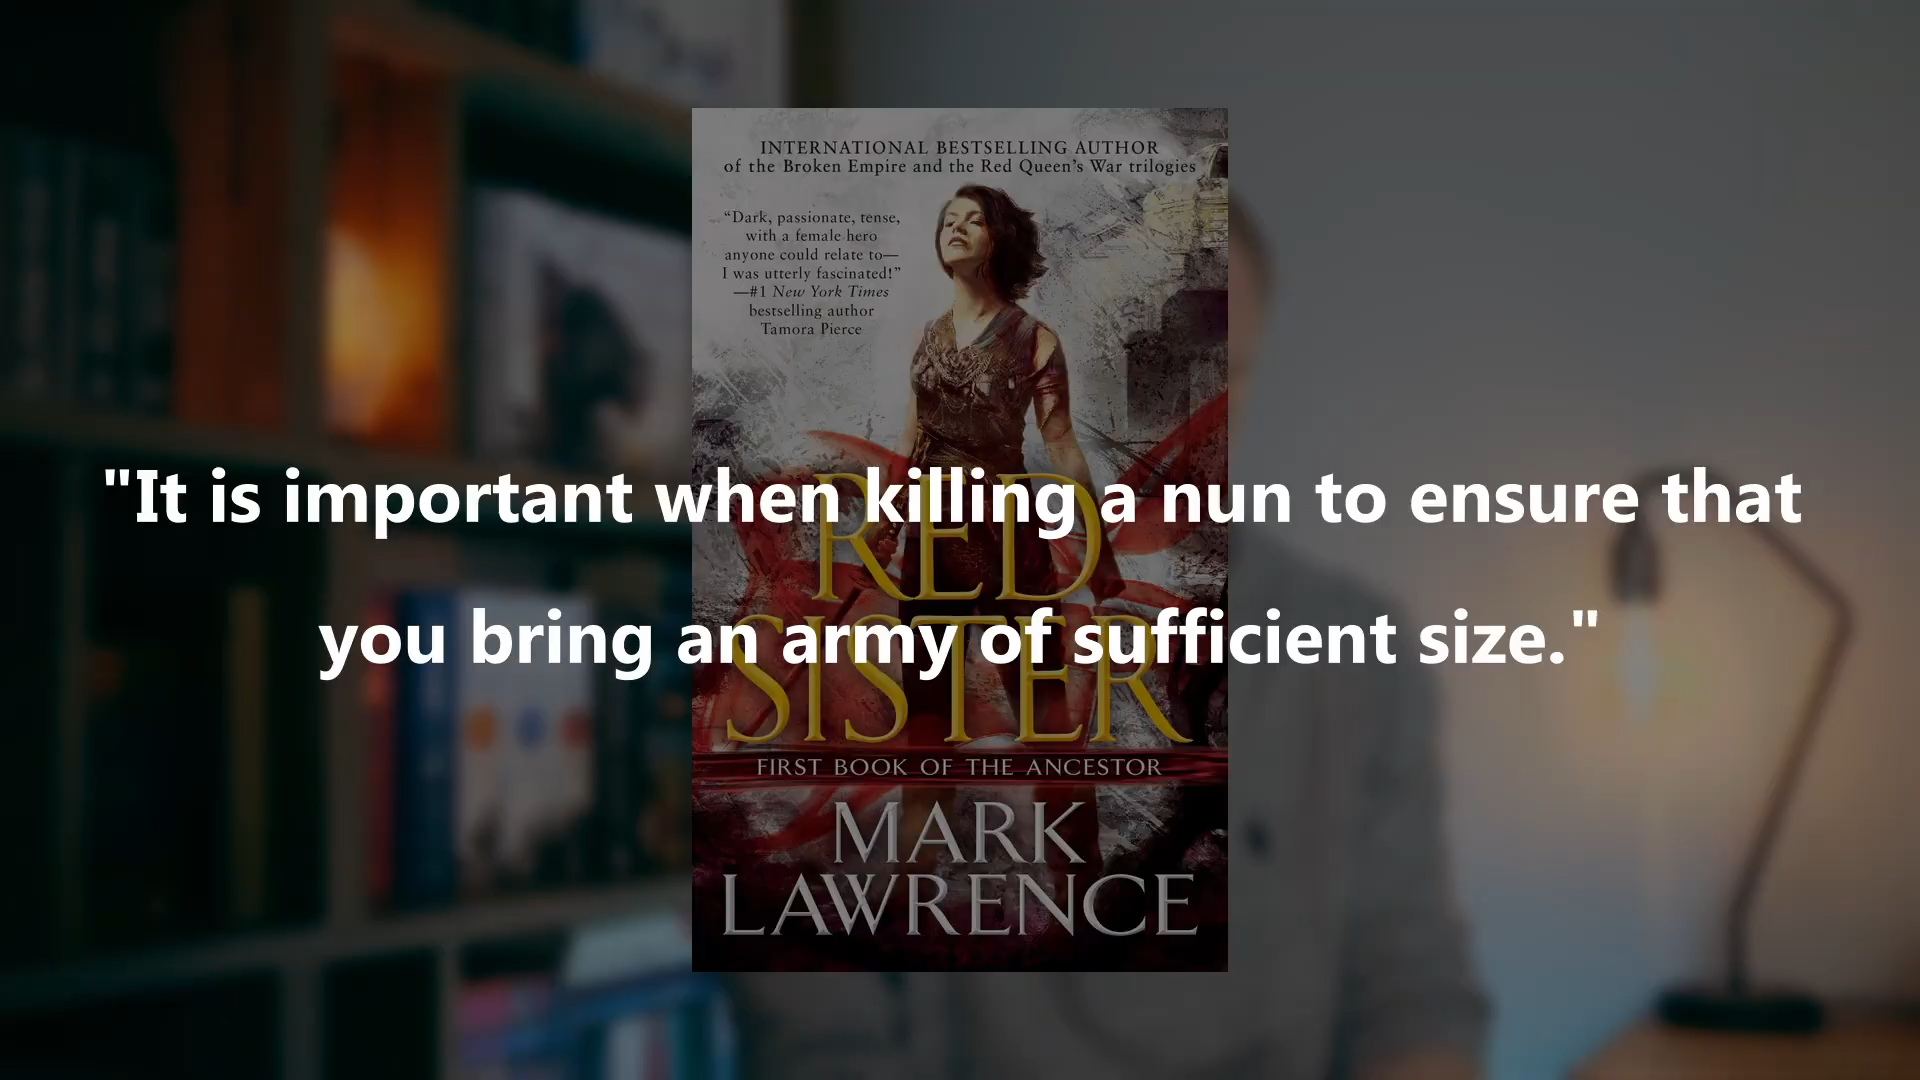 INTERNATIONAL BESTSELLING AUTHOR
of the Broken Empire and the Red Queen's War trilogies
“Dark, passionate, tense,
with a female hero
anyone could relate to—
I was utterly fascinated!”
—#1 New York Times
bestselling author
Tamora Pierce
"It is important when killing a nun to ensure that
you bring an army of sufficient size."
RED
SISTER
FIRST BOOK OF THE ANCESTOR
MARK
LAWRENCE